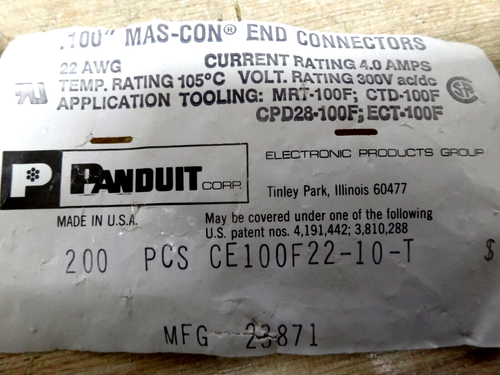 .100" MAS-CON® END CONNECTORS
22 AWG CURRENT RATING 4.0 AMPS
TEMP. RATING 105°C VOLT. RATING 300V ac/dc
APPLICATION TOOLING: MRT-100F; CTD-100F
CPD28-100F; ECT-100F
PANDUIT CORP.
ELECTRONIC PRODUCTS GROUP
Tinley Park, Illinois 60477
MADE IN U.S.A.
May be covered under one of the following
U.S. patent nos. 4,191,442; 3,810,288
200 PCS CE100F22-10-T $
MFG 23871